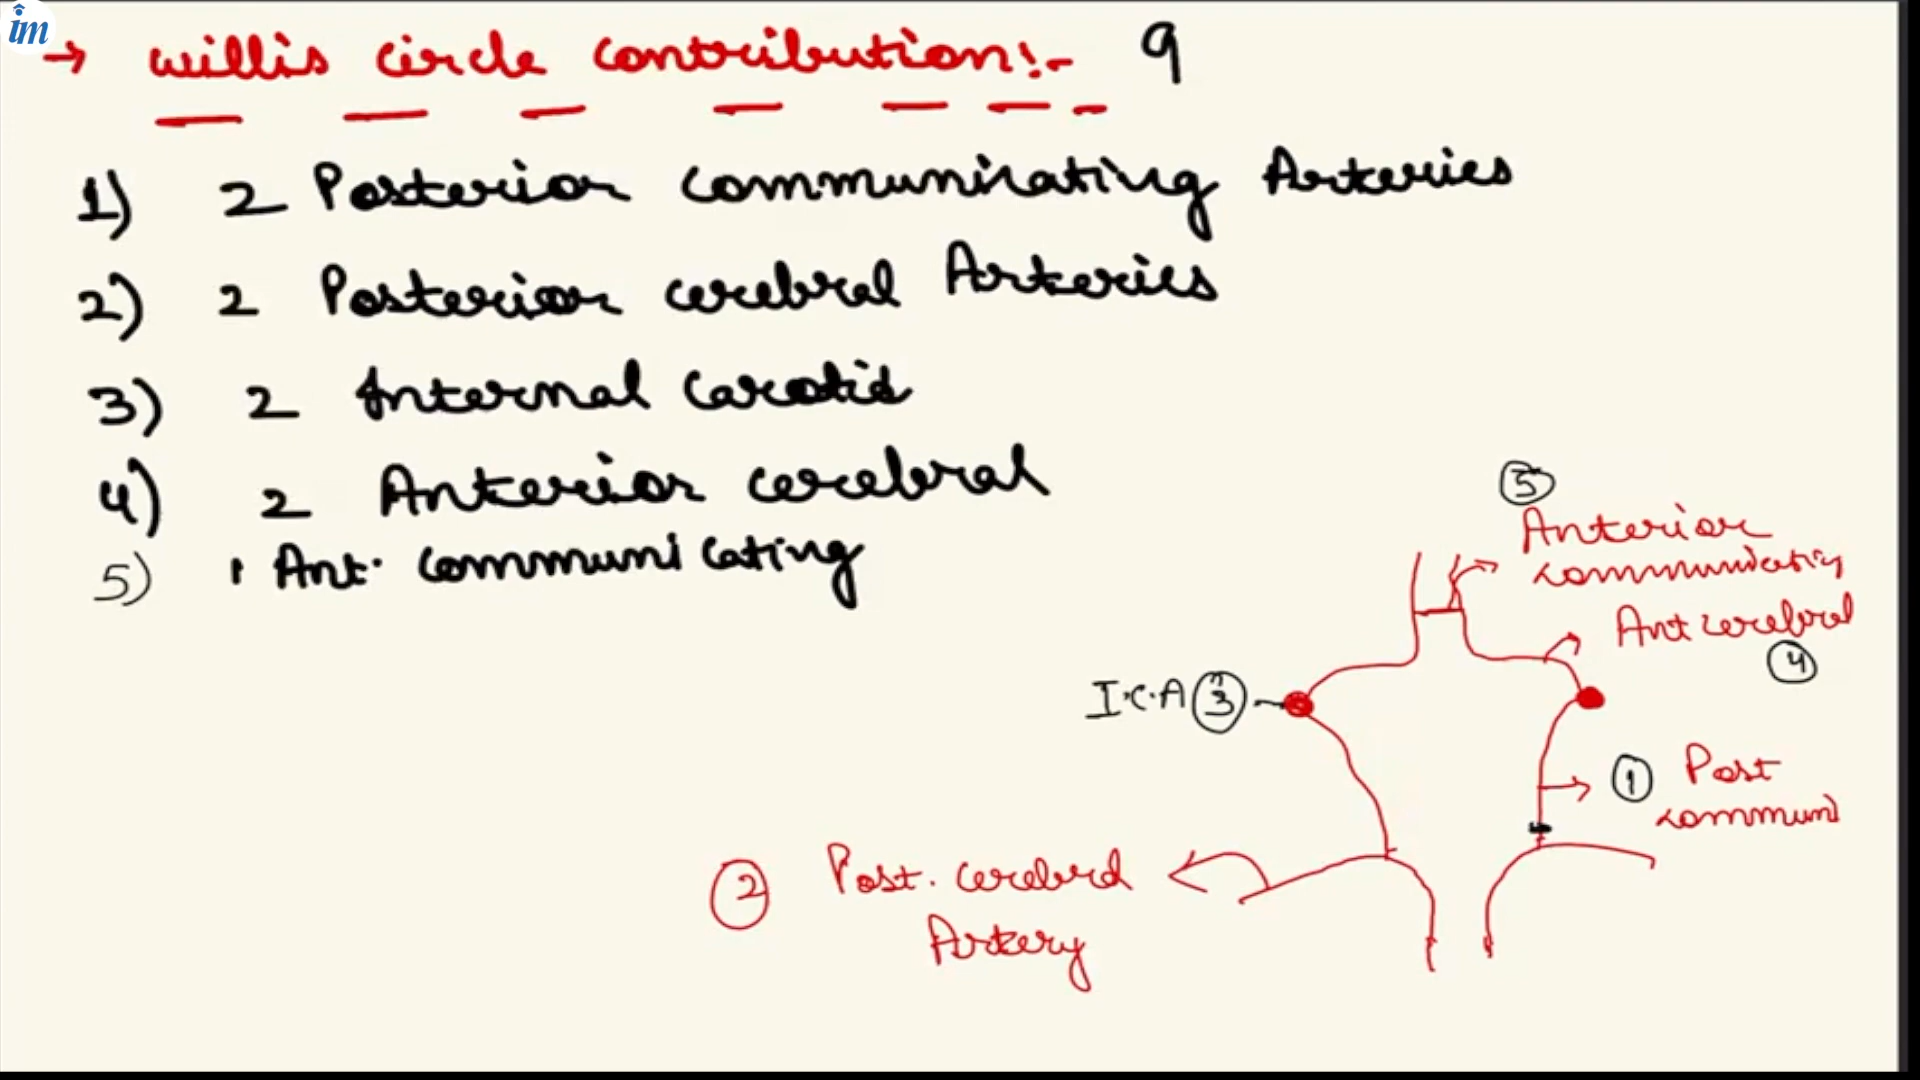 im
→ willis circle contribution:- 9
1) 2 Posterior communicating Arteries
2) 2 Posterior cerebral Arteries
3) 2 Internal Carotid
4) 2 Anterior cerebral
5) 1 Ant. communicating
5
Anterior
communicating
Ant cerebral
4
I.C.A 3
1 Post
commun
2 Post. cerebral
Artery